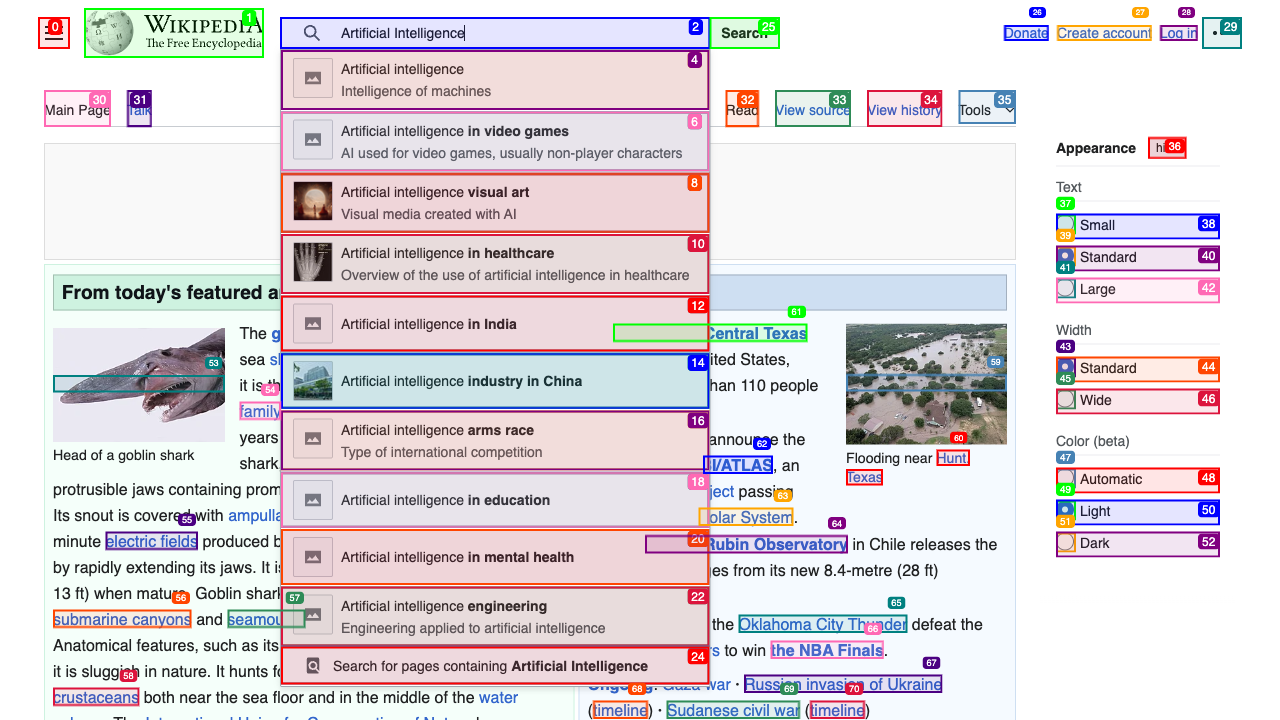 0
1
WIKIPEDIA
The Free Encyclopedia
Artificial Intelligence
2
Search
25
26
Donate
27
Create account
28
Log in
29
Main Page
30
Talk
31
Read
32
View source
33
View history
34
Tools
35
Artificial intelligence
Intelligence of machines
4
Artificial intelligence in video games
AI used for video games, usually non-player characters
6
Artificial intelligence visual art
Visual media created with AI
8
Artificial intelligence in healthcare
Overview of the use of artificial intelligence in healthcare
10
Artificial intelligence in India
12
Artificial intelligence industry in China
14
Artificial intelligence arms race
Type of international competition
16
Artificial intelligence in education
18
Artificial intelligence in mental health
20
Artificial intelligence engineering
Engineering applied to artificial intelligence
22
Search for pages containing Artificial Intelligence
24
From today's featured a
The g
sea s
it is th
54
family
years
shark
53
Head of a goblin shark
protrusible jaws containing prom
Its snout is covered with ampulla
55
minute electric fields produced b
by rapidly extending its jaws. It is
13 ft) when mature. Goblin shark
56
57
submarine canyons and seamou
Anatomical features, such as its
it is sluggish in nature. It hunts fo
58
crustaceans both near the sea floor and in the middle of the water
61
Central Texas
ited States,
han 110 people
59
announce the
62
I/ATLAS, an
ject passing
63
olar System.
60
Flooding near Hunt
Texas
64
Rubin Observatory in Chile releases the
es from its new 8.4-metre (28 ft)
65
the Oklahoma City Thunder defeat the
66
s to win the NBA Finals.
67
Ongoing: Gaza war · Russian invasion of Ukraine
68
69
70
(timeline) · Sudanese civil war (timeline)
Appearance
hi
36
Text
37
Small
38
39
Standard
40
41
Large
42
Width
43
Standard
44
45
Wide
46
Color (beta)
47
Automatic
48
49
Light
50
51
Dark
52